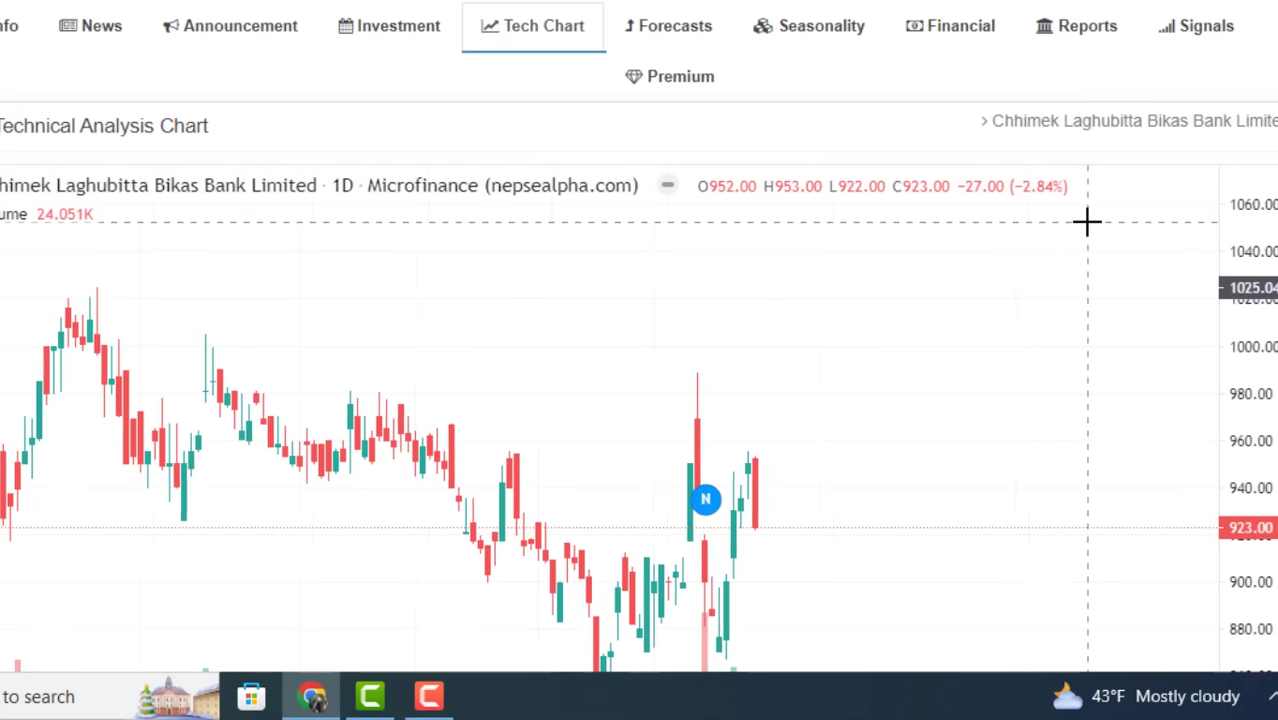 nfo News Announcement Investment Tech Chart Forecasts Seasonality Financial Reports Signals
Premium
Technical Analysis Chart
› Chhimek Laghubitta Bikas Bank Limite
himek Laghubitta Bikas Bank Limited · 1D · Microfinance (nepsealpha.com) O952.00 H953.00 L922.00 C923.00 −27.00 (−2.84%)
ume 24.051K
1060.00
1040.00
1025.04
1000.00
980.00
960.00
940.00
N
923.00
900.00
880.00
to search 43°F Mostly cloudy